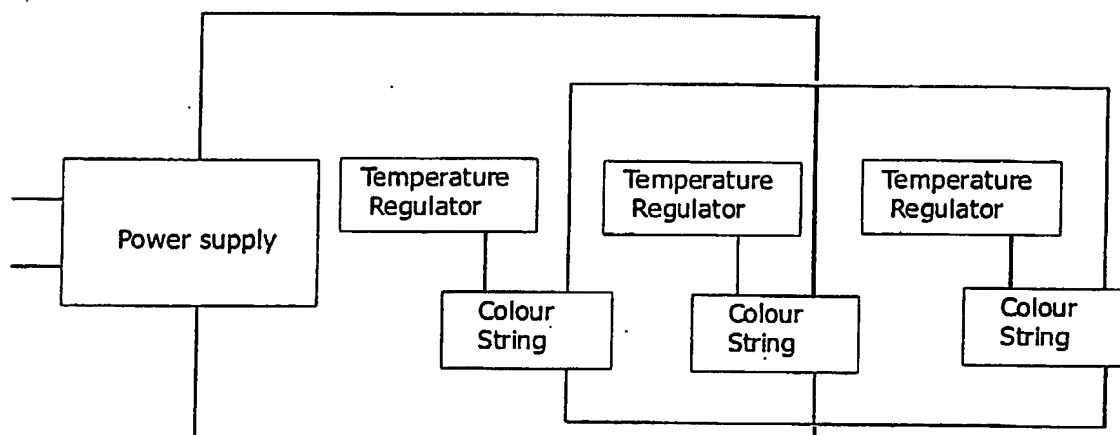 Power supply
Temperature
Regulator
Temperature
Regulator
Temperature
Regulator
Colour
String
Colour
String
Colour
String